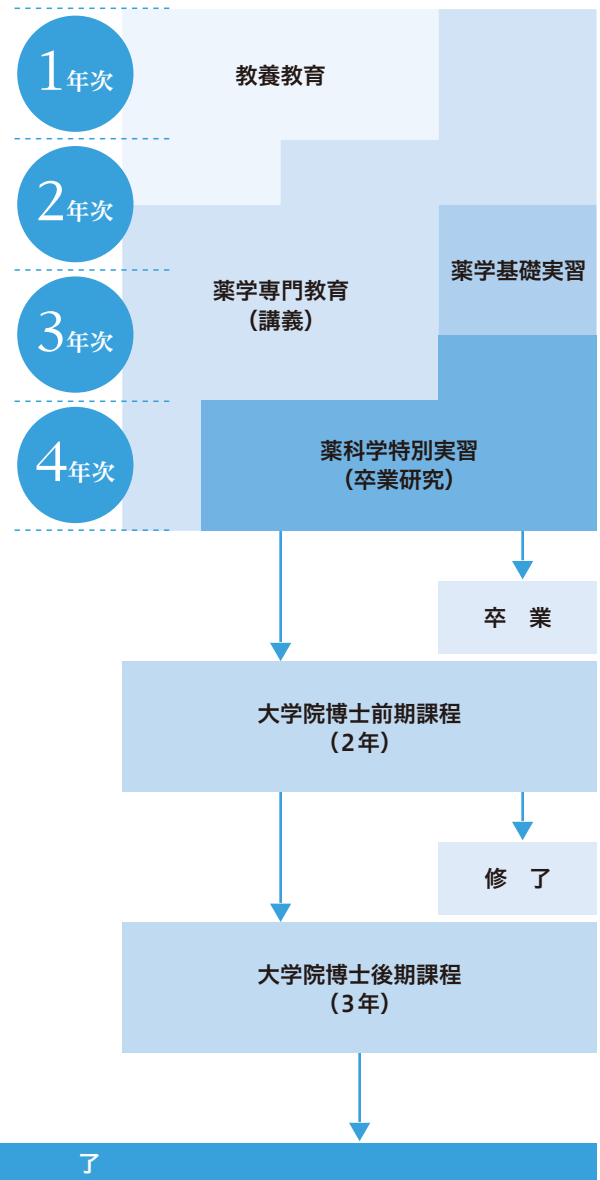 1年次
教養教育
2年次
薬学基礎実習
薬学専門教育
（講義）
3年次
4年次
薬科学特別実習
（卒業研究）
卒　業
大学院博士前期課程
（2年）
修　了
大学院博士後期課程
（3年）
了